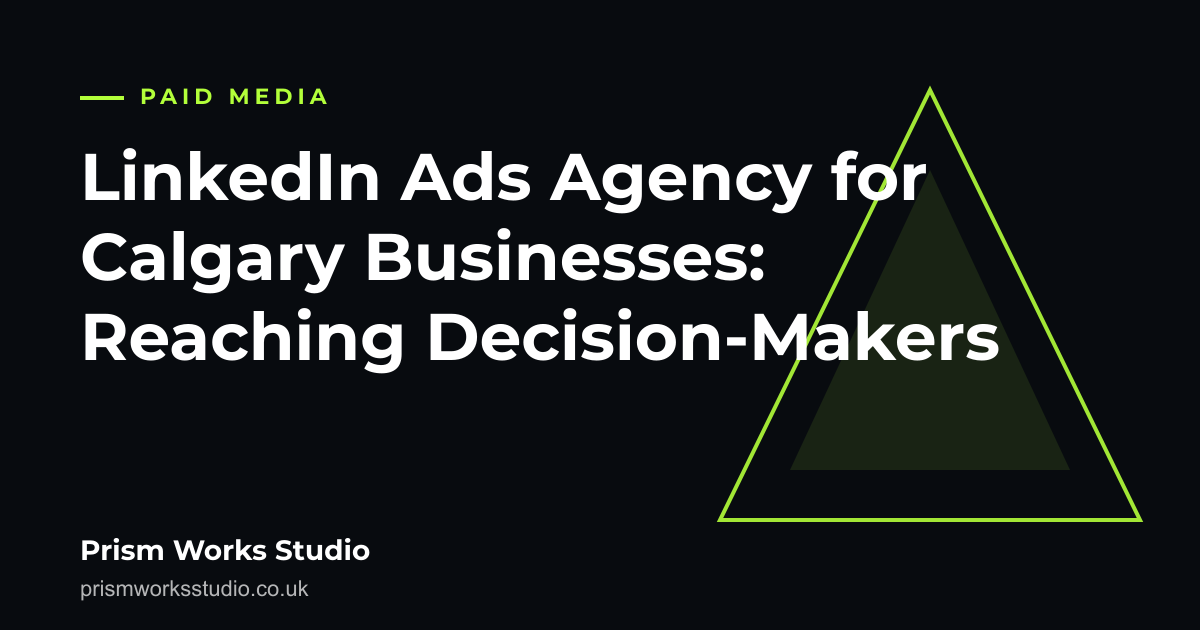 PAID MEDIA
LinkedIn Ads Agency for
Calgary Businesses:
Reaching Decision-Makers
Prism Works Studio
prismworksstudio.co.uk